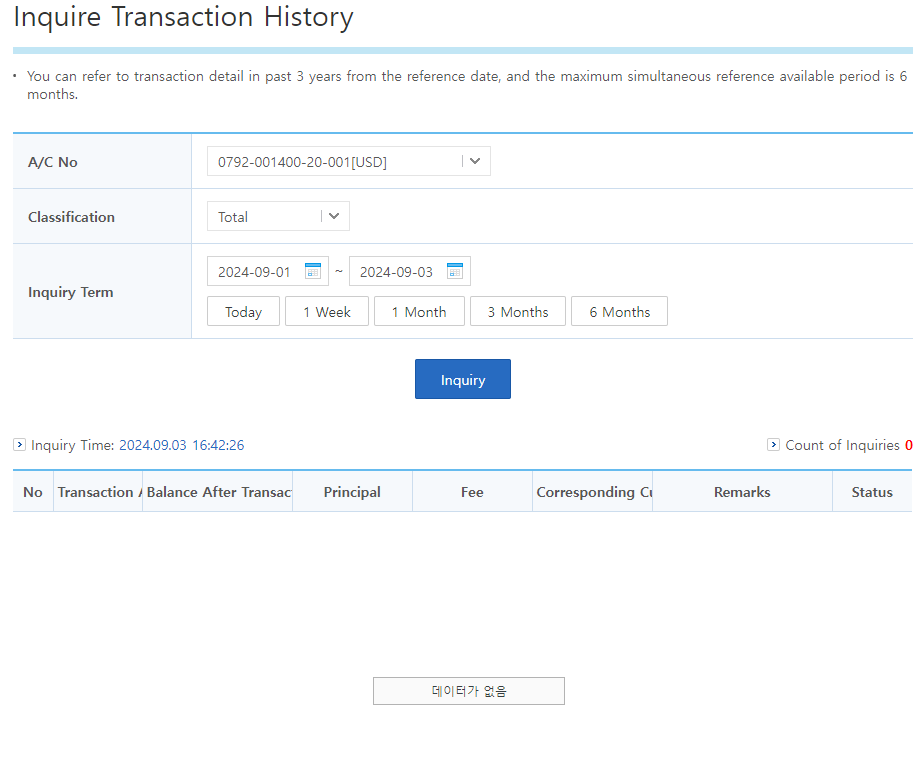 Inquire Transaction History
• You can refer to transaction detail in past 3 years from the reference date, and the maximum simultaneous reference available period is 6
months.
A/C No 0792-001400-20-001[USD]
Classification Total
Inquiry Term 2024-09-01 ~ 2024-09-03
Today 1 Week 1 Month 3 Months 6 Months
Inquiry
Inquiry Time: 2024.09.03 16:42:26 Count of Inquiries 0
No Transaction Balance After Transac Principal Fee Corresponding Remarks Status
데이터가 없음